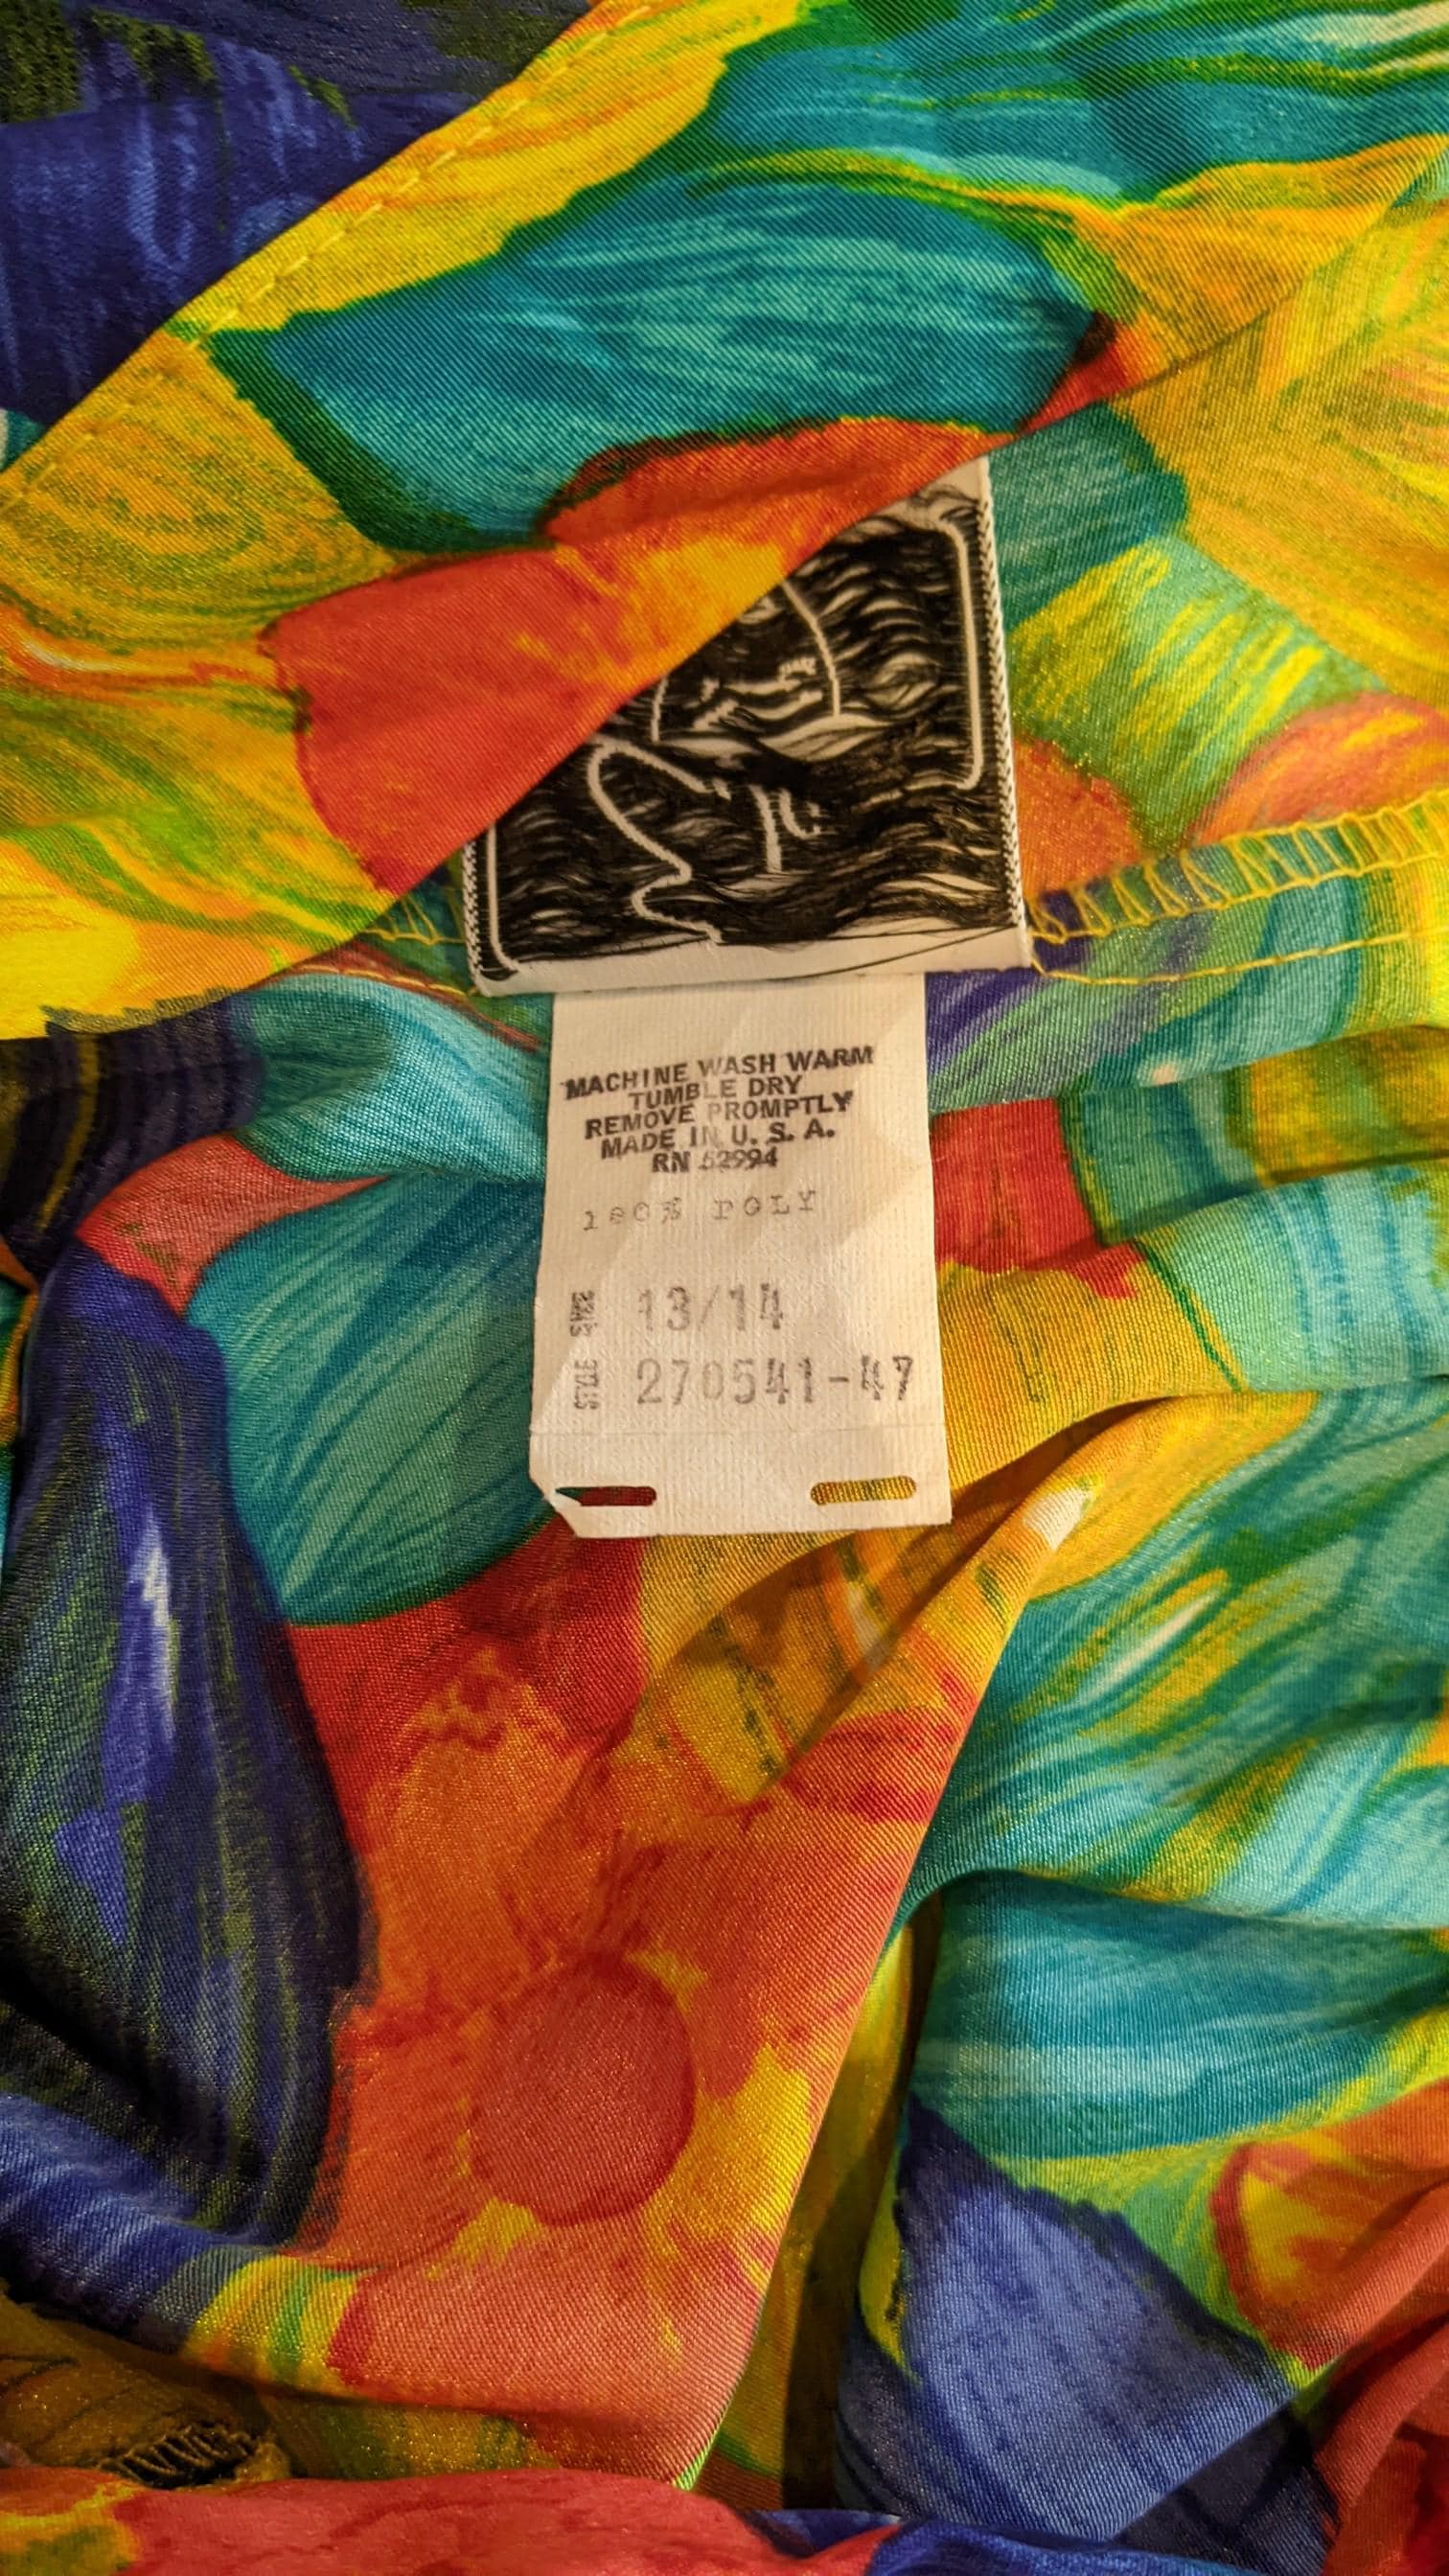 MACHINE WASH WARM
TUMBLE DRY
REMOVE PROMPTLY
MADE IN U. S. A.
RN 52994
100% POLY
SIZE 13/14
STYLE 270541-47